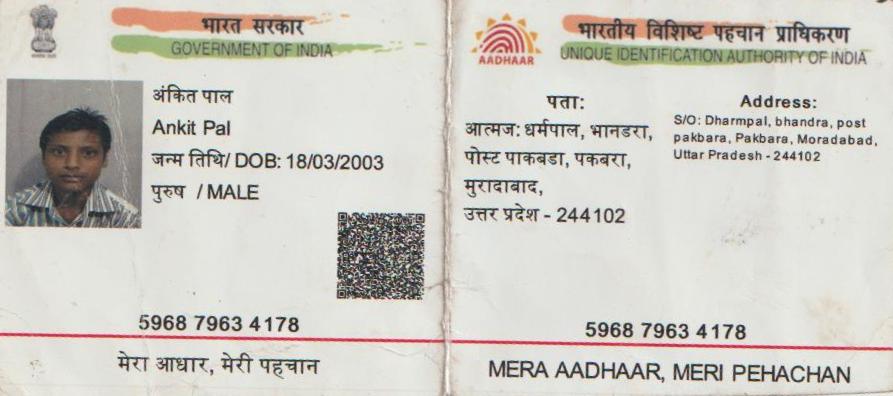 भारत सरकार
GOVERNMENT OF INDIA
अंकित पाल
Ankit Pal
जन्म तिथि/ DOB: 18/03/2003
पुरुष / MALE
5968 7963 4178
मेरा आधार, मेरी पहचान
AADHAAR
भारतीय विशिष्ट पहचान प्राधिकरण
UNIQUE IDENTIFICATION AUTHORITY OF INDIA
पता:
आत्मज: धर्मपाल, भानडरा,
पोस्ट पाकबडा, पकबरा,
मुरादाबाद,
उत्तर प्रदेश - 244102
Address:
S/O: Dharmpal, bhandra, post
pakbara, Pakbara, Moradabad,
Uttar Pradesh - 244102
5968 7963 4178
MERA AADHAAR, MERI PEHACHAN